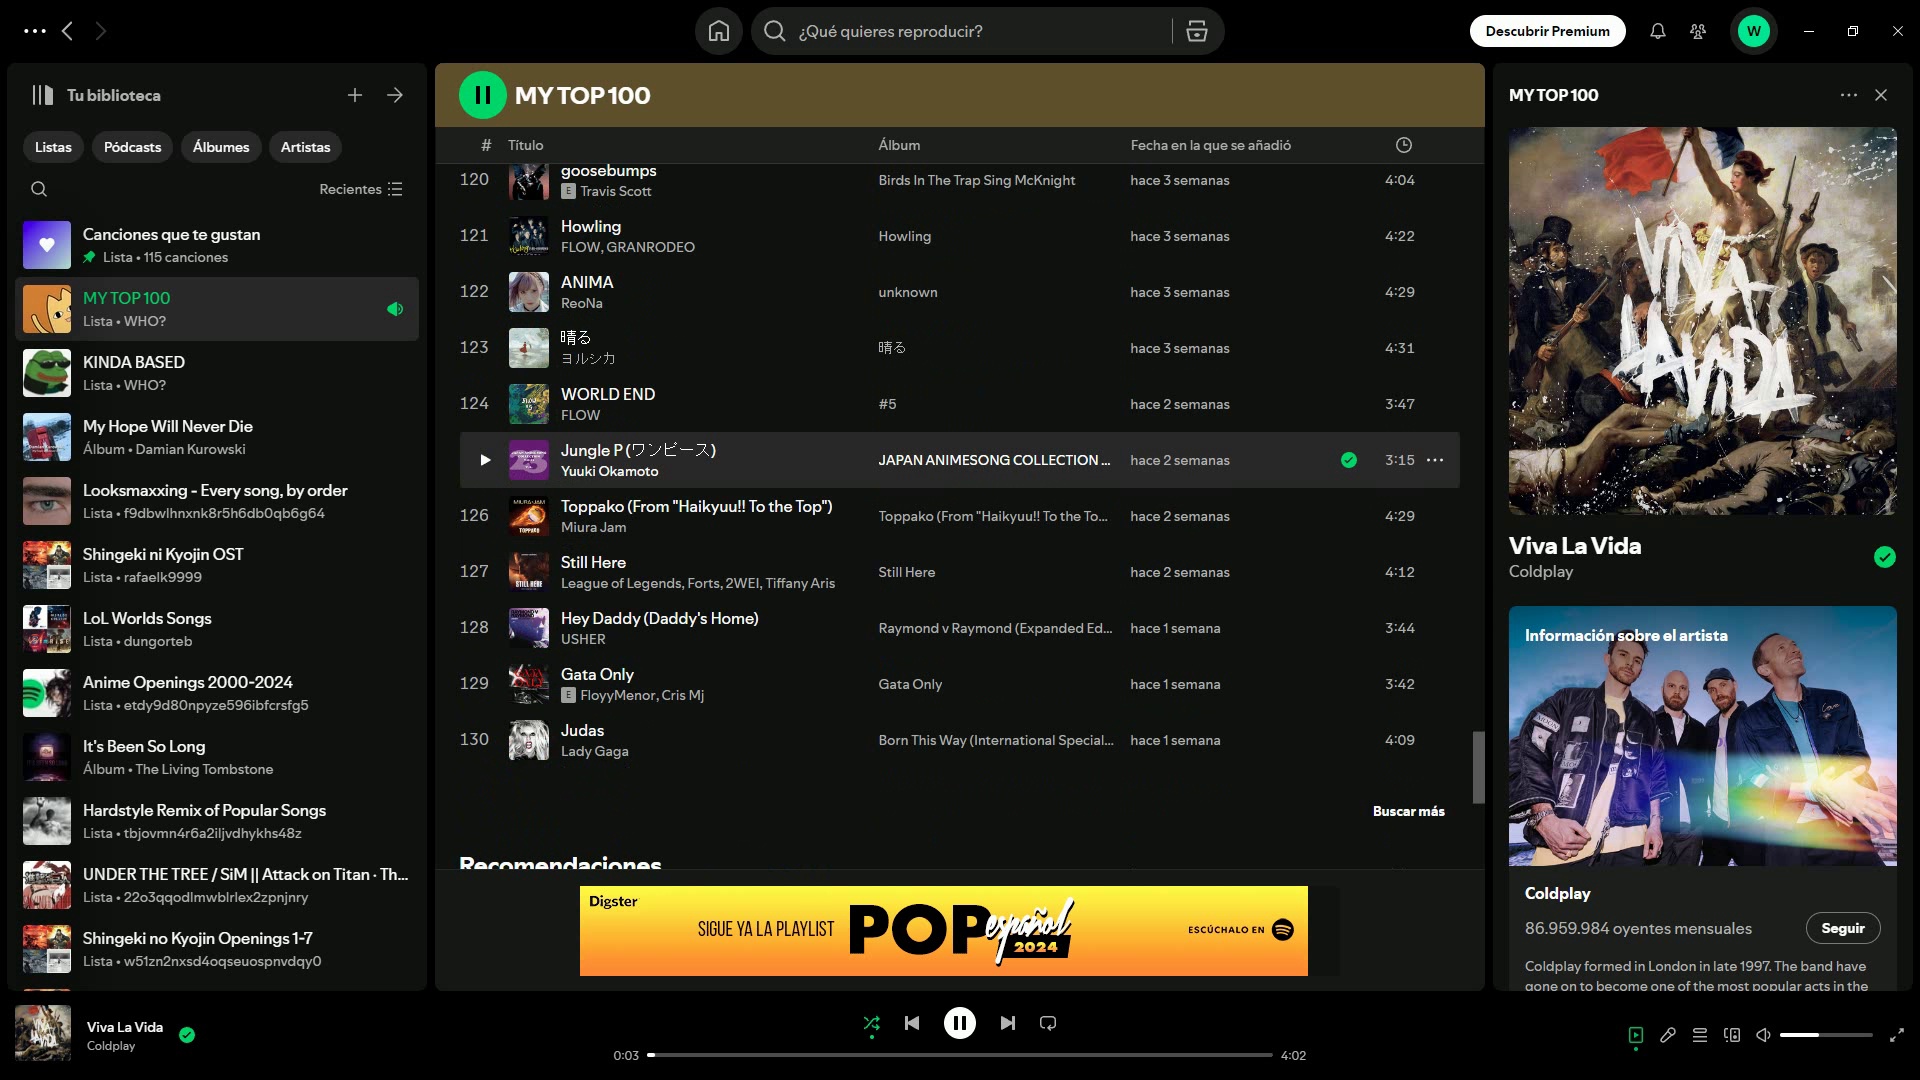 ¿Qué quieres reproducir?
Descubrir Premium
W
Tu biblioteca
Listas
Pódcasts
Álbumes
Artistas
Recientes
Canciones que te gustan
Lista • 115 canciones
MY TOP 100
Lista • WHO?
KINDA BASED
Lista • WHO?
My Hope Will Never Die
Álbum • Damian Kurowski
Looksmaxxing - Every song, by order
Lista • f9dbwlhnxnk8r5h6db0qb6g64
Shingeki ni Kyojin OST
Lista • rafaelk9999
LoL Worlds Songs
Lista • dungorteb
Anime Openings 2000-2024
Lista • etdy9d80npyze596ibfcrsfg5
It's Been So Long
Álbum • The Living Tombstone
Hardstyle Remix of Popular Songs
Lista • tbjovmn4r6a2iljvdhykhs48z
UNDER THE TREE / SiM || Attack on Titan · Th...
Lista • 22o3qqodlmwblrlex2zpnjnry
Shingeki no Kyojin Openings 1-7
Lista • w51zn2nxsd4oqseuospnvdqy0
MY TOP 100
# Título Álbum Fecha en la que se añadió
120 goosebumps Birds In The Trap Sing McKnight hace 3 semanas 4:04
E Travis Scott
121 Howling Howling hace 3 semanas 4:22
FLOW, GRANRODEO
122 ANIMA unknown hace 3 semanas 4:29
ReoNa
123 晴る 晴る hace 3 semanas 4:31
ヨルシカ
124 WORLD END #5 hace 2 semanas 3:47
FLOW
Jungle P (ワンピース) JAPAN ANIMESONG COLLECTION ... hace 2 semanas 3:15
Yuuki Okamoto
126 Toppako (From "Haikyuu!! To the Top") Toppako (From "Haikyuu!! To the To... hace 2 semanas 4:29
Miura Jam
127 Still Here Still Here hace 2 semanas 4:12
League of Legends, Forts, 2WEI, Tiffany Aris
128 Hey Daddy (Daddy's Home) Raymond v Raymond (Expanded Ed... hace 1 semana 3:44
USHER
129 Gata Only Gata Only hace 1 semana 3:42
E FloyyMenor, Cris Mj
130 Judas Born This Way (International Special... hace 1 semana 4:09
Lady Gaga
Buscar más
Recomendaciones
Digster
SIGUE YA LA PLAYLIST
POP español
2024
ESCÚCHALO EN
MY TOP 100
VIVA LA VIDA
Viva La Vida
Coldplay
Información sobre el artista
Coldplay
86.959.984 oyentes mensuales
Seguir
Coldplay formed in London in late 1997. The band have
gone on to become one of the most popular acts in the
Viva La Vida
Coldplay
0:03
4:02